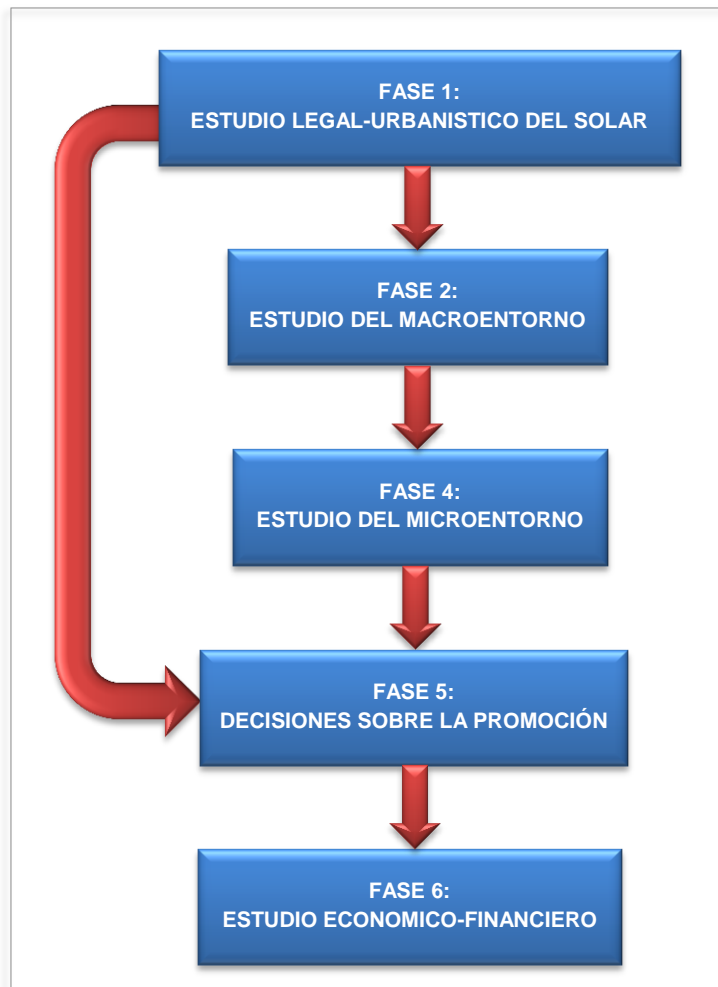 FASE 1:
ESTUDIO LEGAL-URBANISTICO DEL SOLAR
FASE 2:
ESTUDIO DEL MACROENTORNO
FASE 4:
ESTUDIO DEL MICROENTORNO
FASE 5:
DECISIONES SOBRE LA PROMOCIÓN
FASE 6:
ESTUDIO ECONOMICO-FINANCIERO